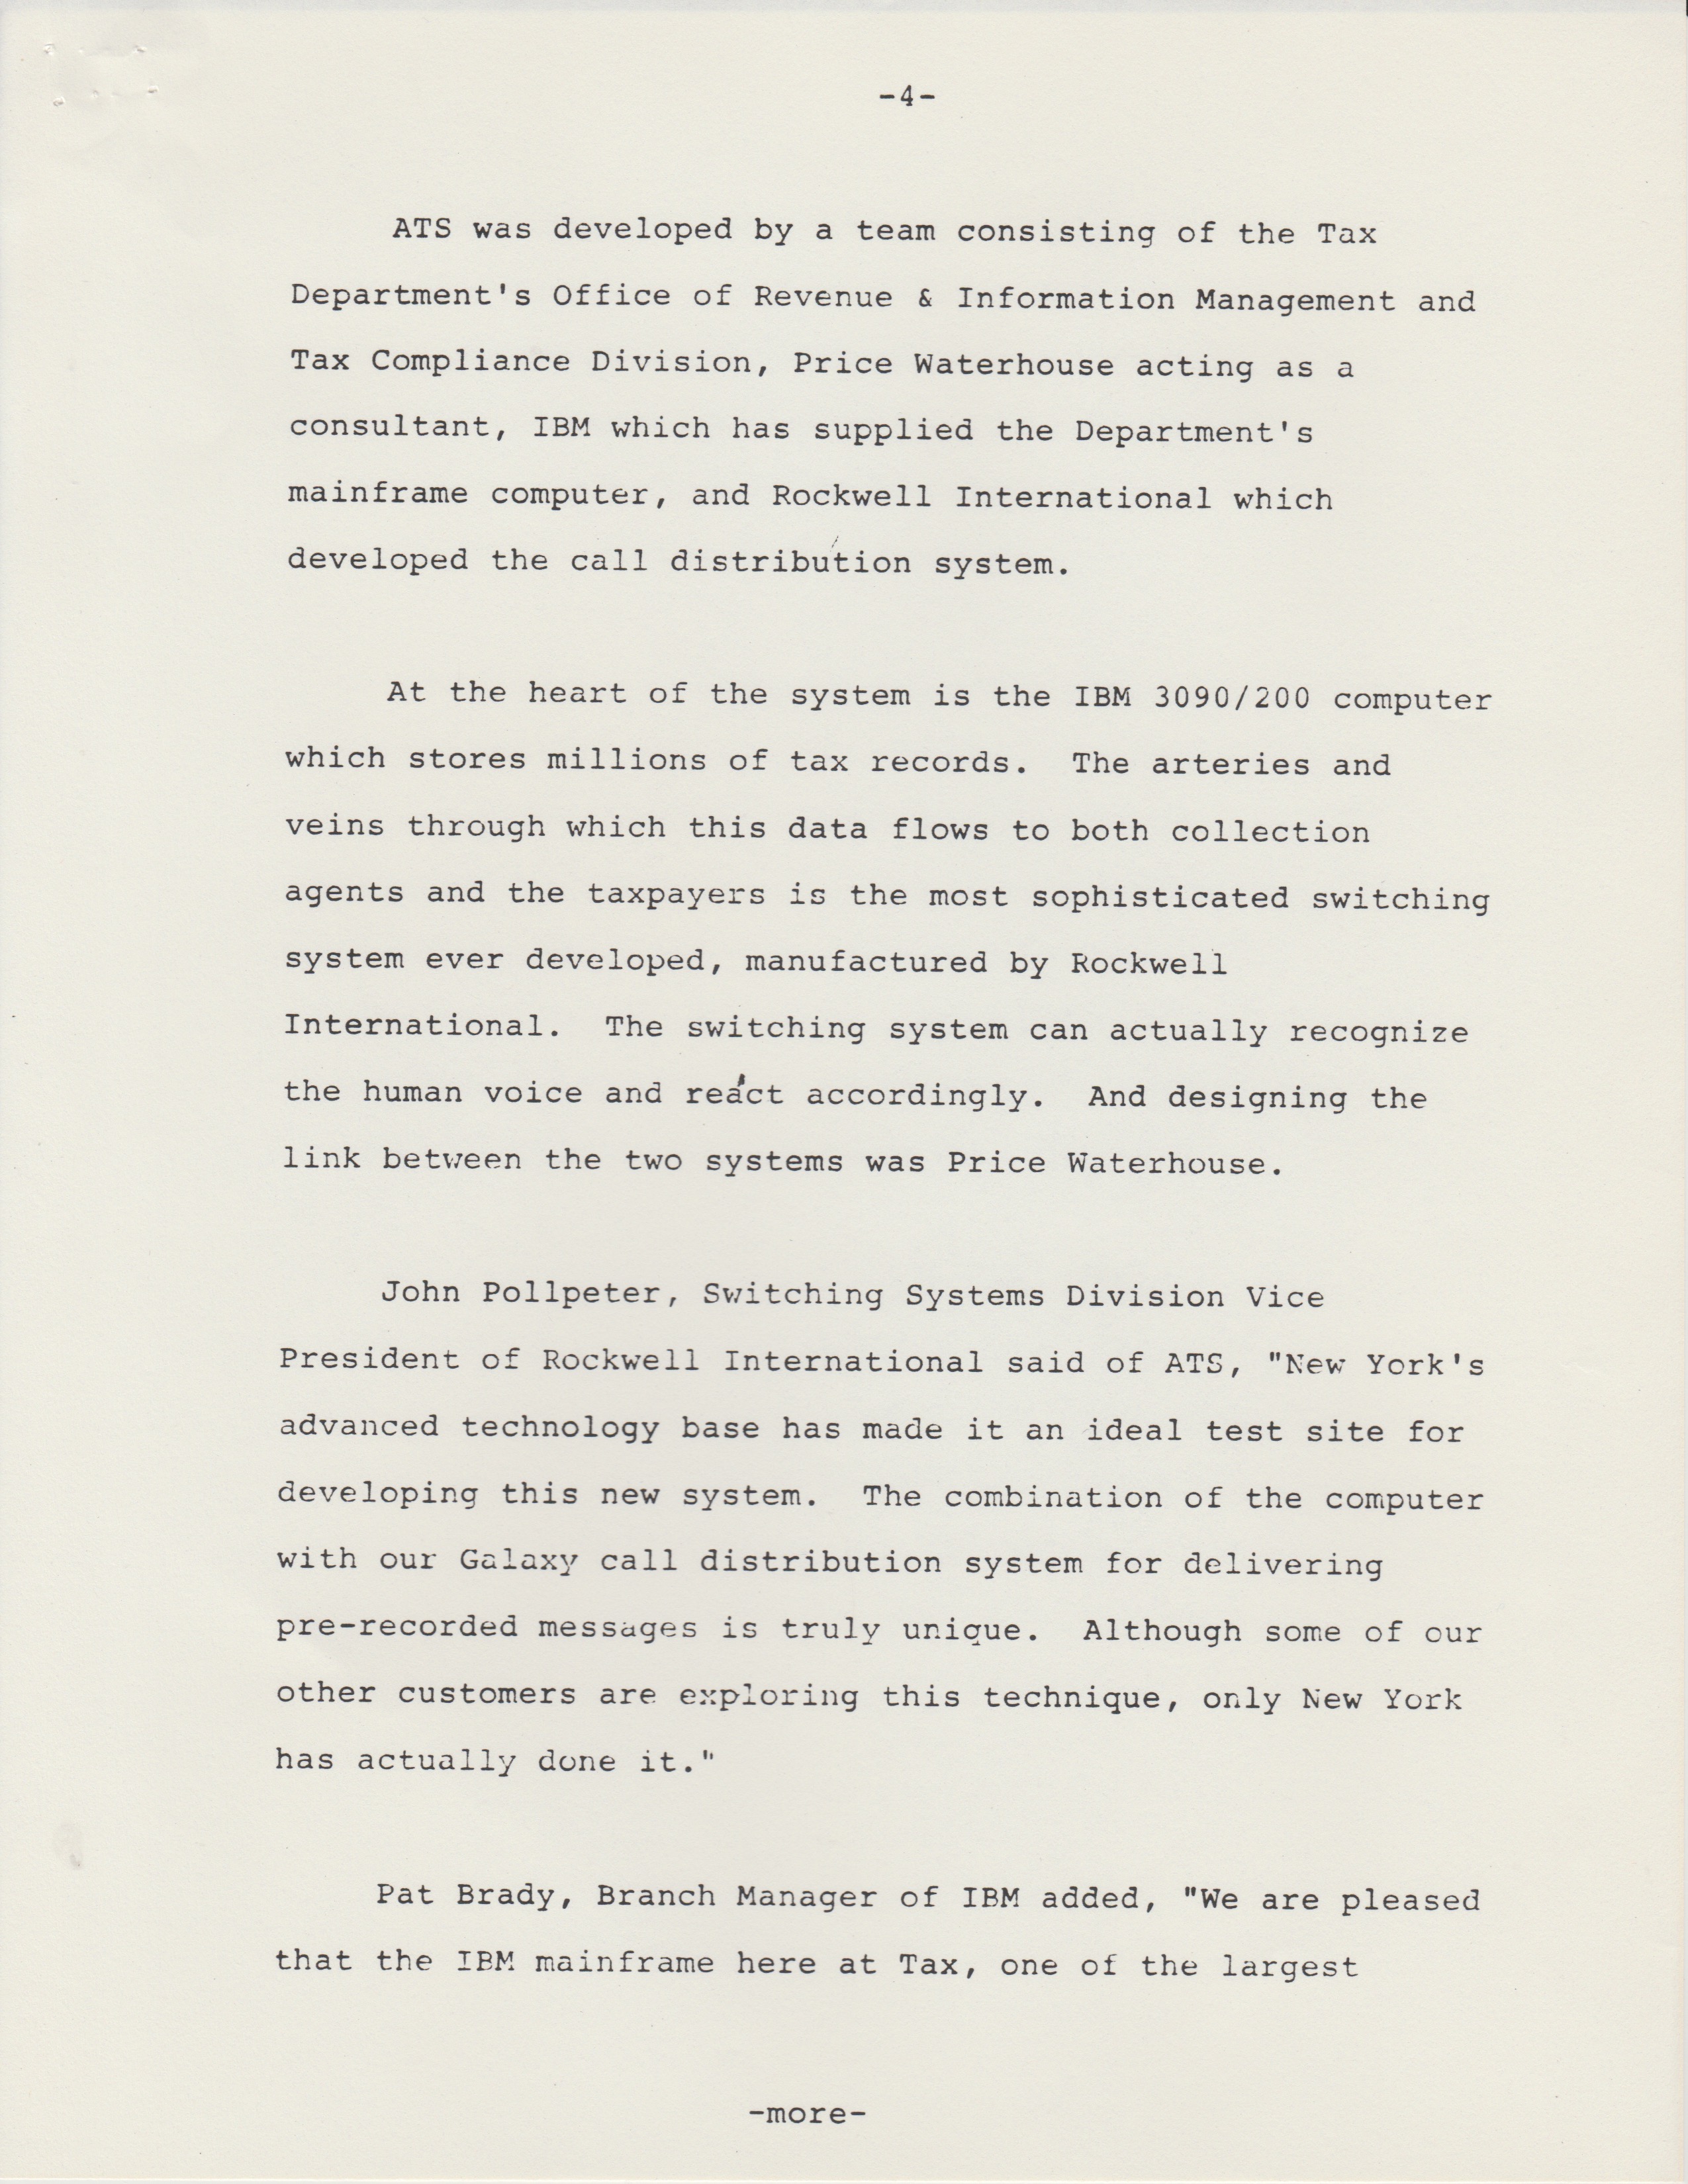 -4-
ATS was developed by a team consisting of the Tax
Department's Office of Revenue & Information Management and
Tax Compliance Division, Price Waterhouse acting as a
consultant, IBM which has supplied the Department's
mainframe computer, and Rockwell International which
developed the call distribution system.
At the heart of the system is the IBM 3090/200 computer
which stores millions of tax records. The arteries and
veins through which this data flows to both collection
agents and the taxpayers is the most sophisticated switching
system ever developed, manufactured by Rockwell
International. The switching system can actually recognize
the human voice and react accordingly. And designing the
link between the two systems was Price Waterhouse.
John Pollpeter, Switching Systems Division Vice
President of Rockwell International said of ATS, "New York's
advanced technology base has made it an ideal test site for
developing this new system. The combination of the computer
with our Galaxy call distribution system for delivering
pre-recorded messages is truly unique. Although some of our
other customers are exploring this technique, only New York
has actually done it."
Pat Brady, Branch Manager of IBM added, "We are pleased
that the IBM mainframe here at Tax, one of the largest
-more-